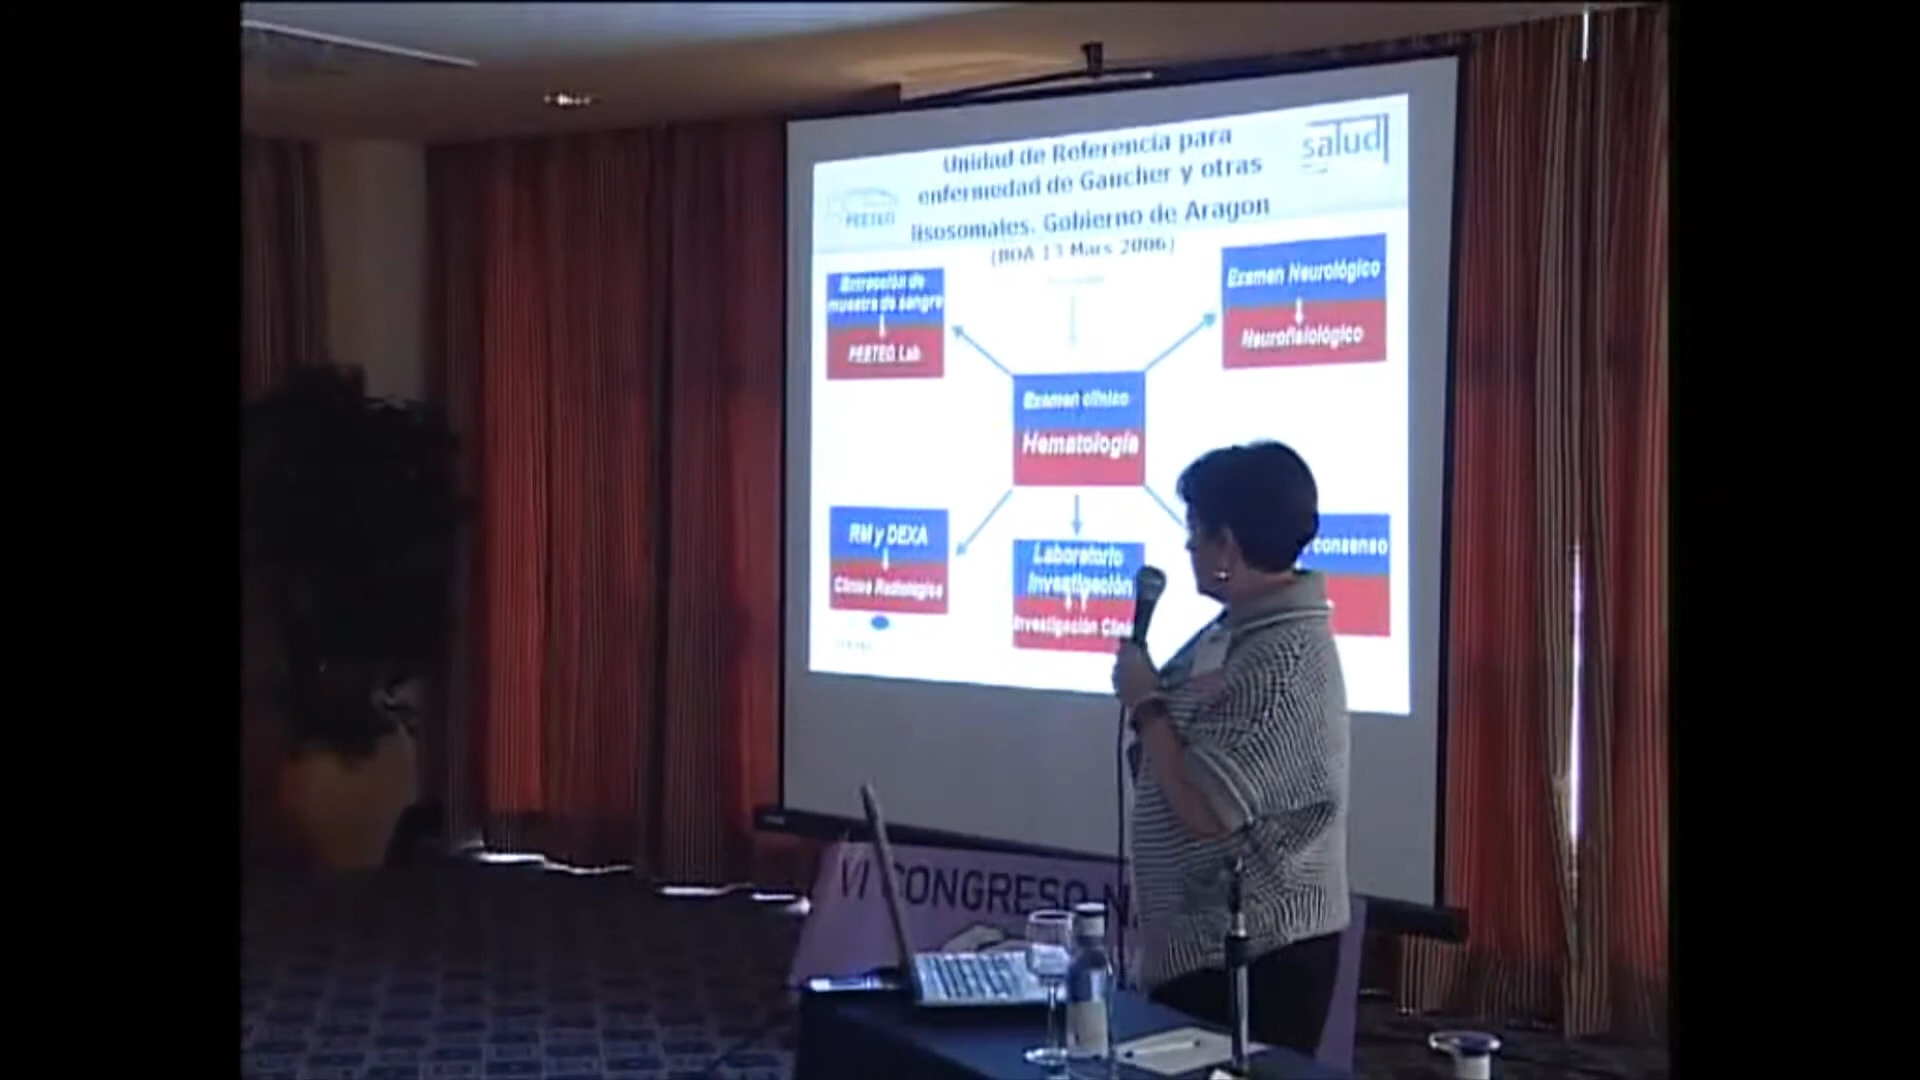 Unidad de Referencia para
enfermedad de Gaucher y otras
lisosomales. Gobierno de Aragon
(BOA 13 Mars 2006)
salud
FEETEG
Extracción de
muestra de sangre
FEETEG Lab
Examen Neurológico
Neurofisiológico
Examen clínico
Hematología
RM y DEXA
Clínica Radiológica
Laboratorio
Investigación
Investigación Clín
consenso
VI CONGRESO N